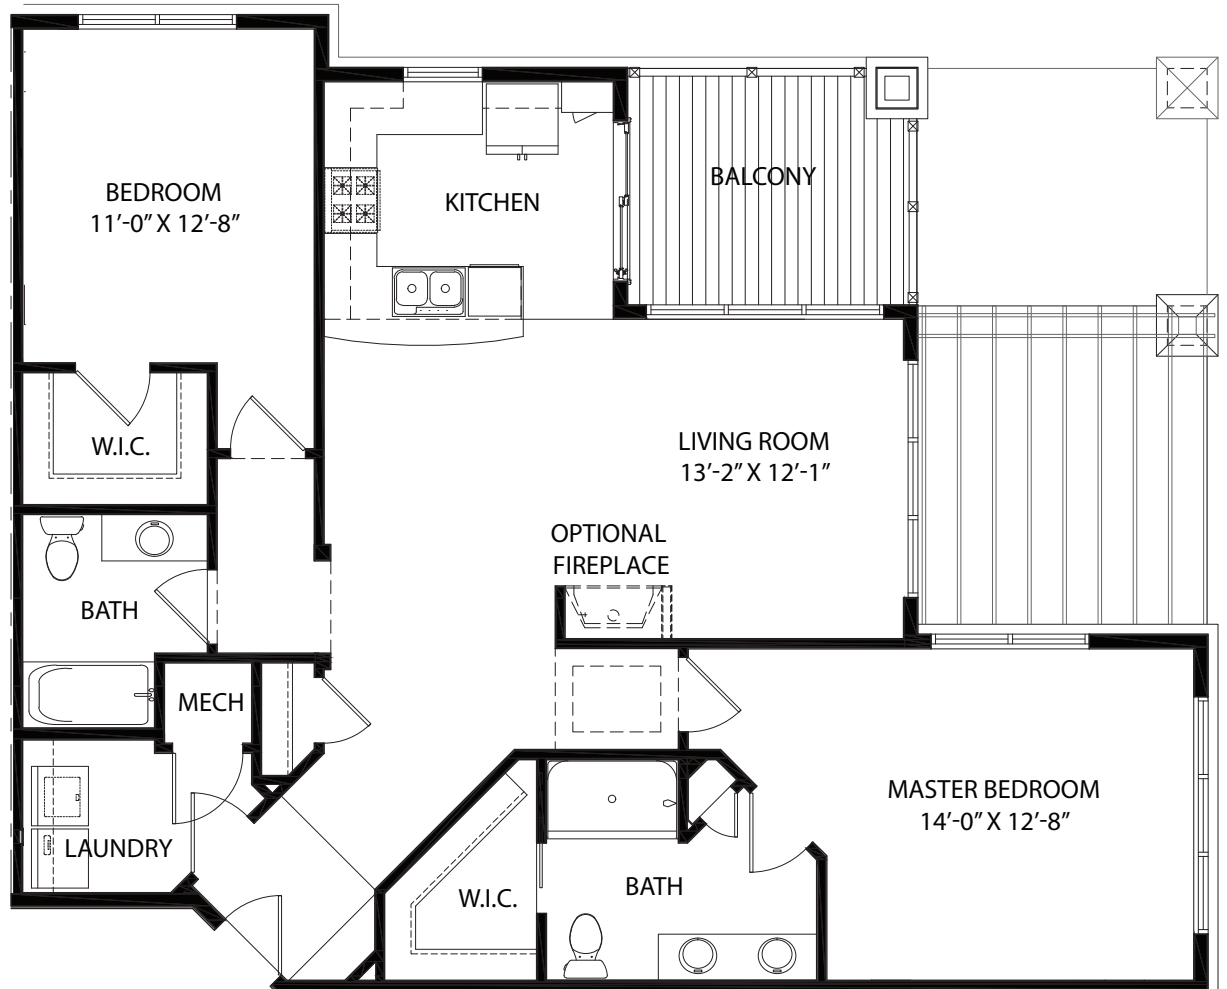 BEDROOM
11'-0" X 12'-8"
KITCHEN
BALCONY
W.I.C.
LIVING ROOM
13'-2" X 12'-1"
OPTIONAL
FIREPLACE
BATH
MECH
MASTER BEDROOM
14'-0" X 12'-8"
LAUNDRY
W.I.C.
BATH